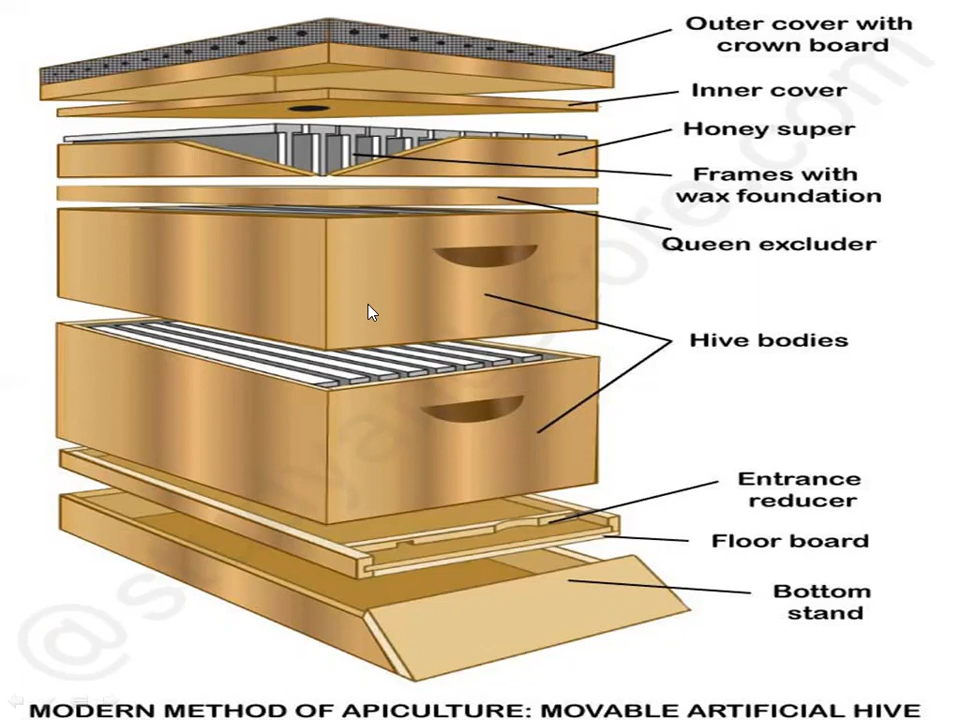 Outer cover with
crown board
Inner cover
Honey super
Frames with
wax foundation
Queen excluder
Hive bodies
Entrance
reducer
Floor board
Bottom
stand
MODERN METHOD OF APICULTURE: MOVABLE ARTIFICIAL HIVE